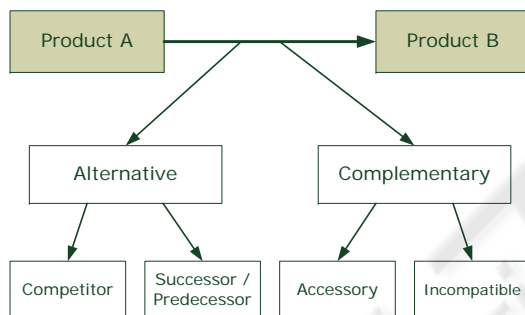 Product A
Product B
Alternative
Complementary
Competitor
Successor /
Predecessor
Accessory
Incompatible